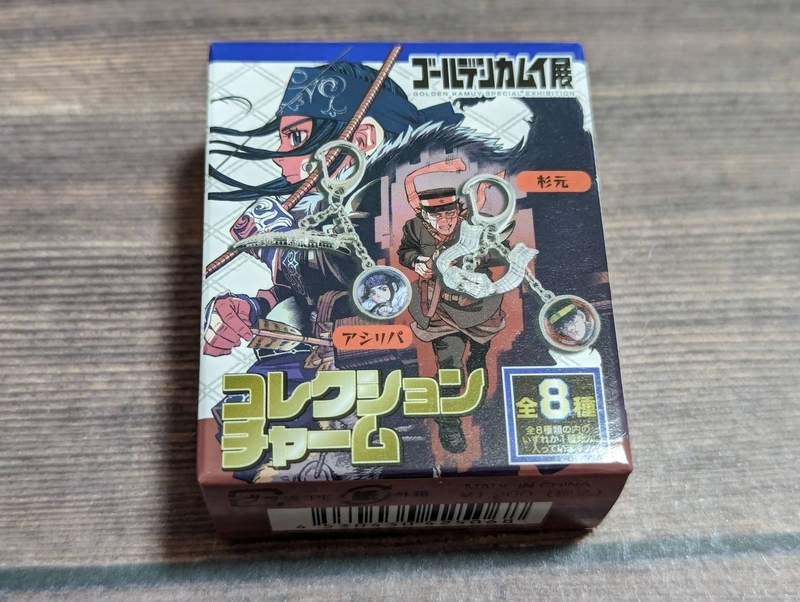 ゴールデンカムイ展
GOLDEN KAMUY SPECIAL EXHIBITION
杉元
アシリパ
コレクション
チャーム
全8種
全8種類の内の
いずれか1種が
入っています。
外箱
MADE IN CHINA